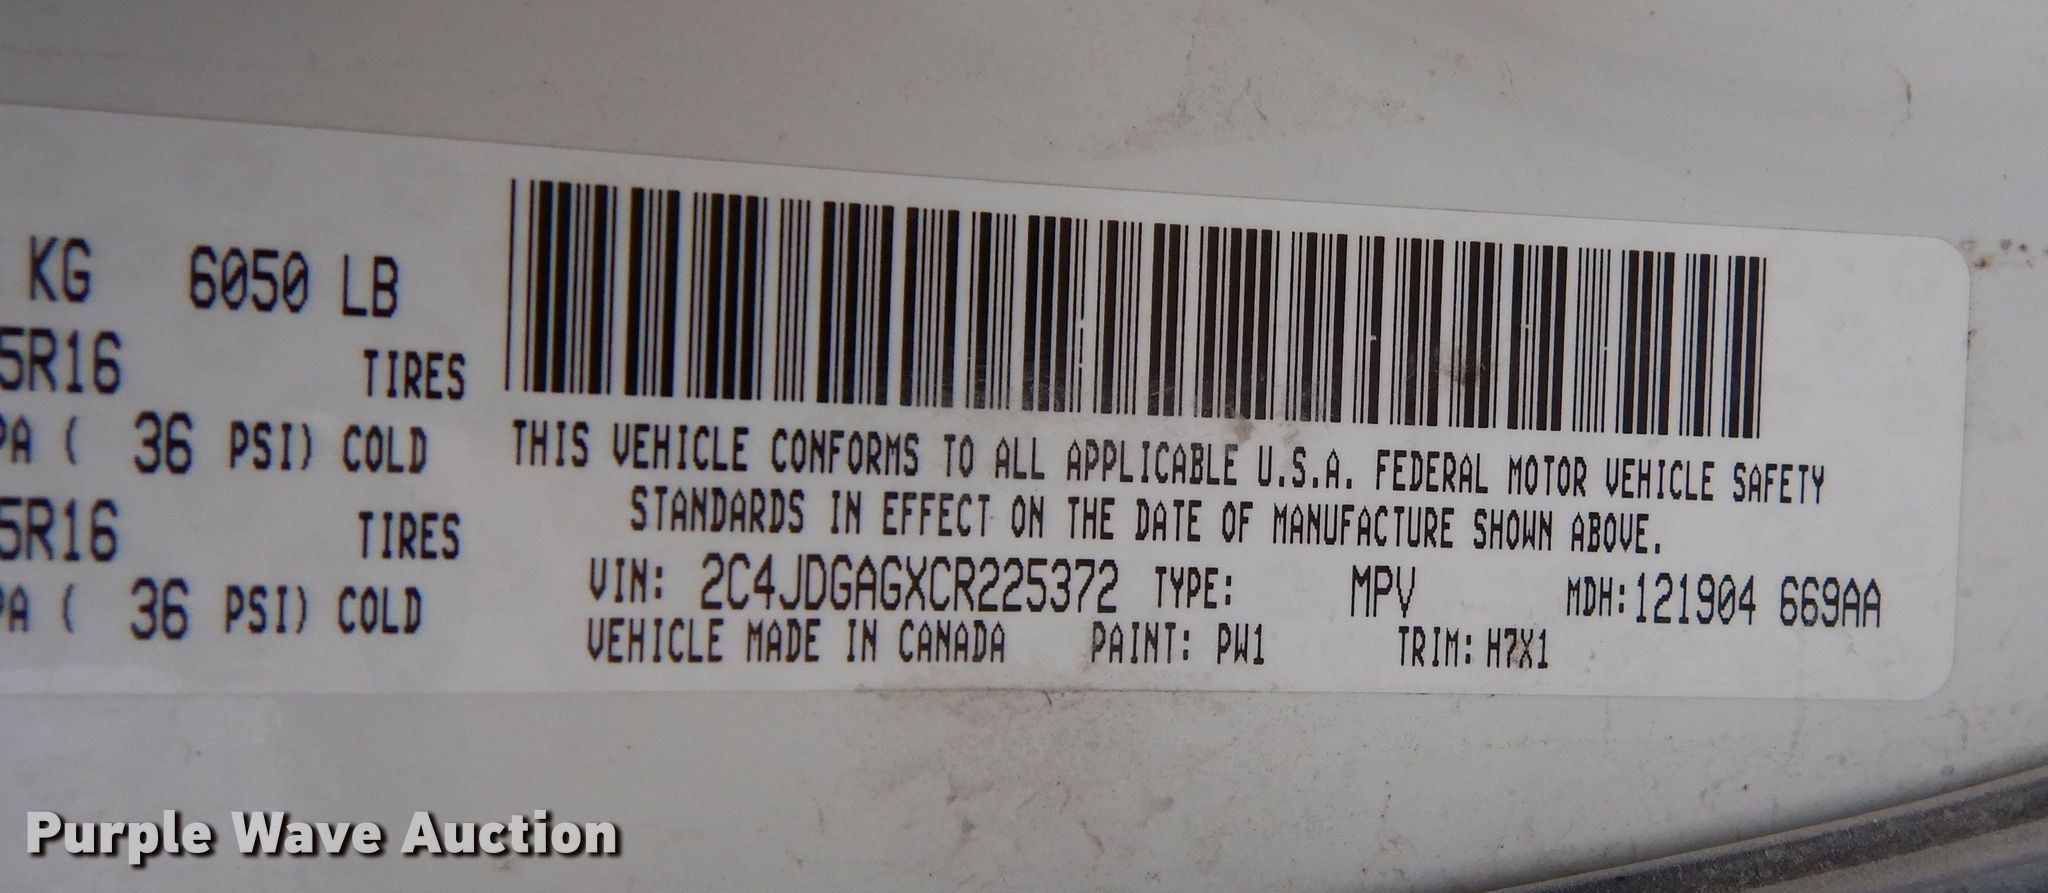 KG 6050 LB
5R16 TIRES
PA ( 36 PSI) COLD
5R16 TIRES
PA ( 36 PSI) COLD
THIS VEHICLE CONFORMS TO ALL APPLICABLE U.S.A. FEDERAL MOTOR VEHICLE SAFETY
STANDARDS IN EFFECT ON THE DATE OF MANUFACTURE SHOWN ABOVE.
VIN: 2C4JDGAGXCR225372 TYPE: MPV MDH:121904 669AA
VEHICLE MADE IN CANADA PAINT: PW1 TRIM: H7X1
Purple Wave Auction